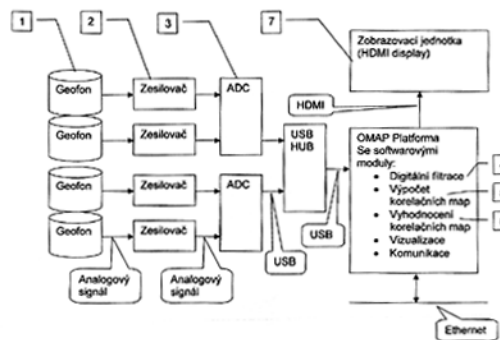 1
2
3
7
Zobrazovací jednotka
(HDMI display)
Geofon
Zesilovač
ADC
HDMI
Geofon
Zesilovač
USB
HUB
OMAP Platforma
Se softwarovými
moduly:
• Digitální filtrace
• Výpočet
korelačních map
• Vyhodnocení
korelačních map
• Vizualizace
• Komunikace
Geofon
Zesilovač
ADC
Geofon
Zesilovač
USB
USB
Analogový
signál
Analogový
signál
Ethernet